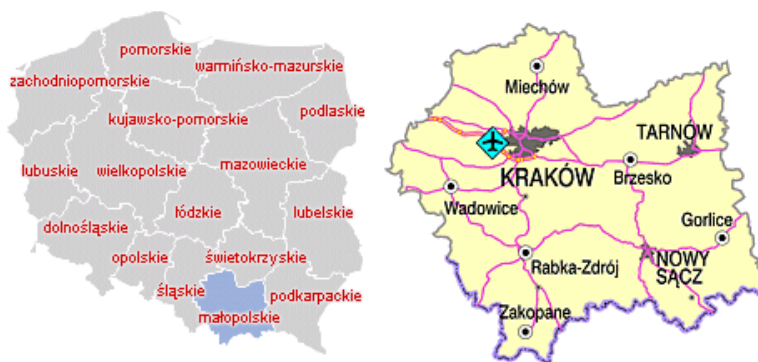 pomorskie
warmińsko-mazurskie
zachodniopomorskie
podlaskie
kujawsko-pomorskie
mazowieckie
lubuskie
wielkopolskie
łódzkie
lubelskie
dolnośląskie
opolskie
świetokrzyskie
śląskie
podkarpackie
małopolskie
Miechów
TARNÓW
KRAKÓW
Brzesko
Wadowice
Gorlice
NOWY
SĄCZ
Rabka-Zdrój
Zakopane